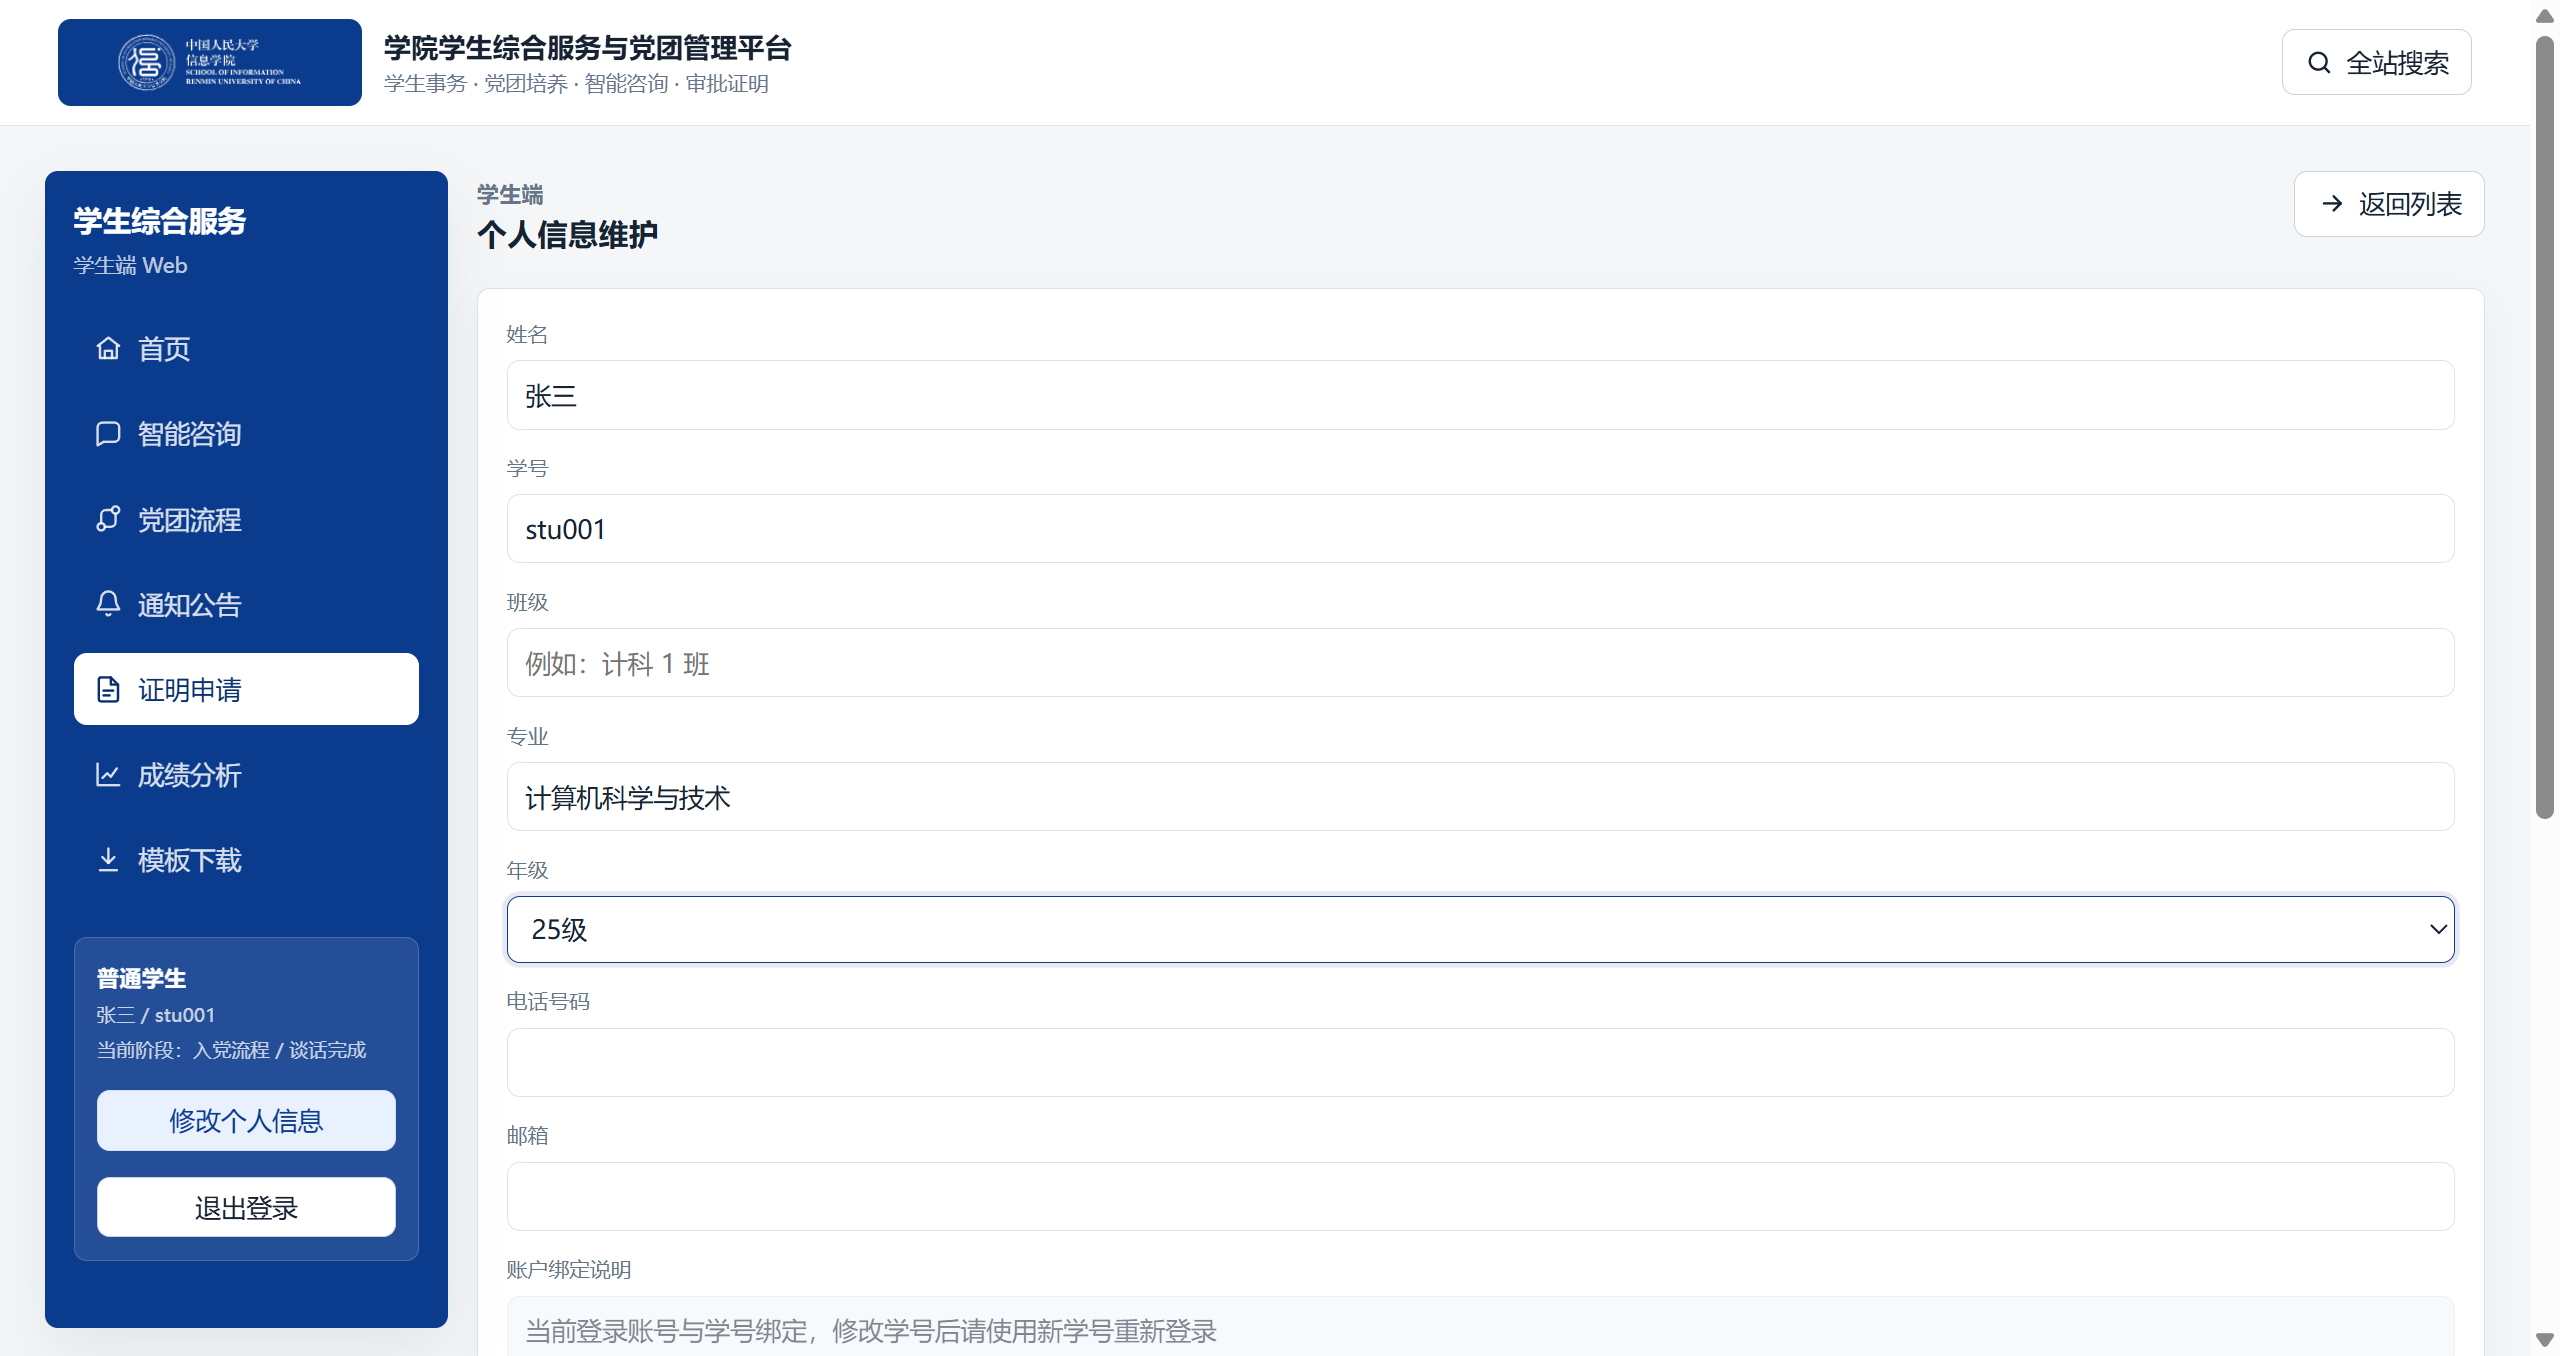 中国人民大学
信息学院
SCHOOL OF INFORMATION
RENMIN UNIVERSITY OF CHINA
学院学生综合服务与党团管理平台
学生事务 · 党团培养 · 智能咨询 · 审批证明
全站搜索
学生综合服务
学生端 Web
首页
智能咨询
党团流程
通知公告
证明申请
成绩分析
模板下载
普通学生
张三 / stu001
当前阶段：入党流程 / 谈话完成
修改个人信息
退出登录
学生端
个人信息维护
返回列表
姓名
张三
学号
stu001
班级
例如：计科 1 班
专业
计算机科学与技术
年级
25级
电话号码
邮箱
账户绑定说明
当前登录账号与学号绑定，修改学号后请使用新学号重新登录